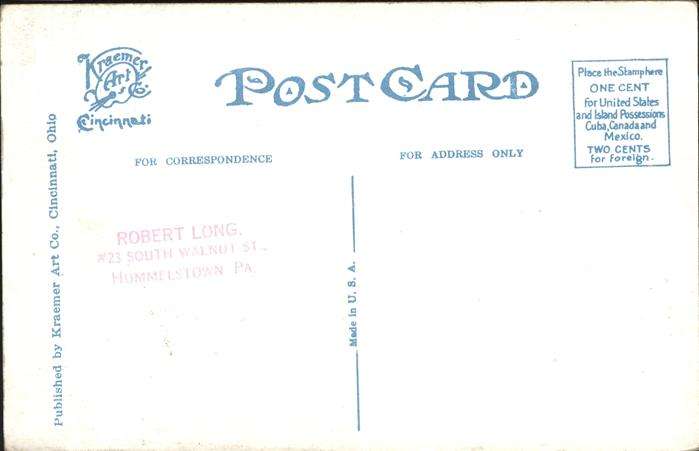 Kraemer
Art
& Co.
Cincinnati
POST CARD
Place the Stamp here
ONE CENT
for United States
and Island Possessions
Cuba, Canada and
Mexico.
TWO CENTS
for Foreign.
FOR CORRESPONDENCE
FOR ADDRESS ONLY
ROBERT LONG.
#23 SOUTH WALNUT ST.,
HUMMELSTOWN PA.
Made in U. S. A.
Published by Kraemer Art Co., Cincinnati, Ohio